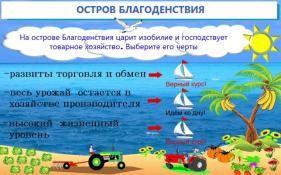 ОСТРОВ БЛАГОДЕНСТВИЯ
На острове Благоденствия царит изобилие и господствует
товарное хозяйство. Выберите его черты
–развиты торговля и обмен
Верный курс!
–весь урожай остается в
хозяйстве производителя
Идём ко дну!
–высокий жизненный
уровень
Верный курс!